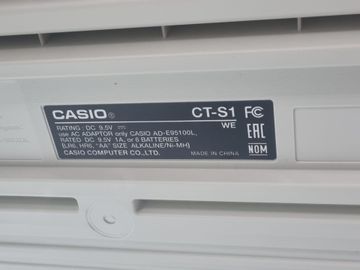 CASIO®
CT-S1
WE
FC
EAC
NOM
RATING : DC 9.5V
use AC ADAPTOR only CASIO AD-E95100L,
RATED: DC 9.5V 1A, or 6 BATTERIES
[LR6, HR6, "AA" SIZE ALKALINE/Ni-MH]
CASIO COMPUTER CO.,LTD.
MADE IN CHINA